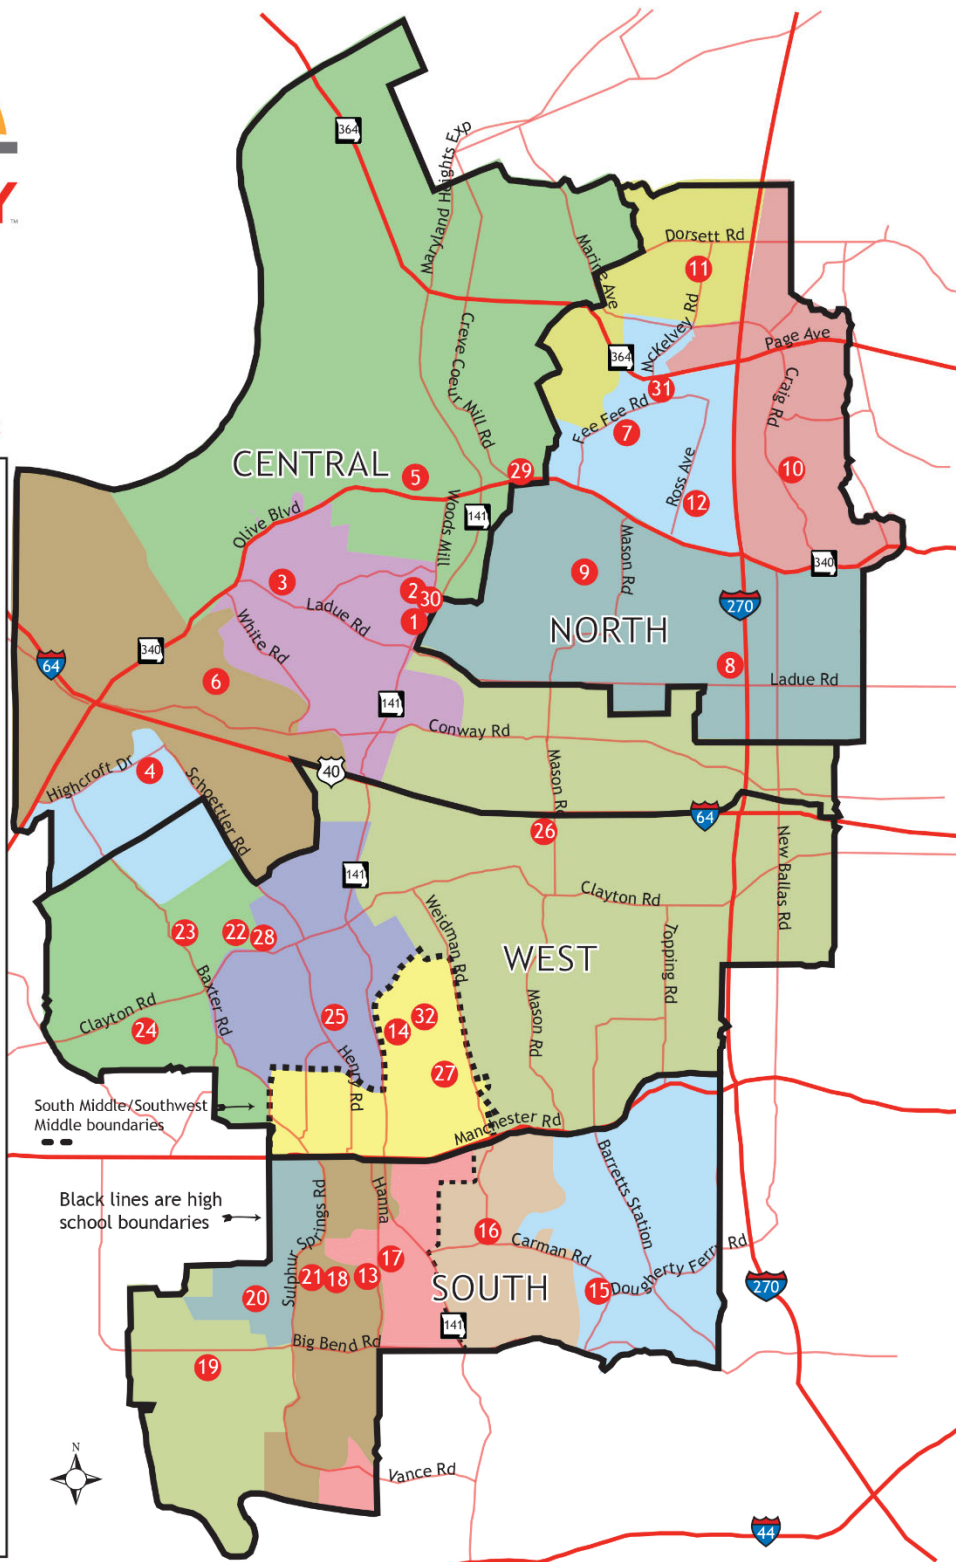 364
Maryland Heights Exp
Marine Ave
Dorsett Rd
11
McKelvey Rd
364
Page Ave
Creve Coeur Mill Rd
31
Craig Rd
Fee Fee Rd
7
CENTRAL
5
29
10
Ross Ave
12
Olive Blvd
Woods Mill
141
340
3
2
30
1
9
Mason Rd
270
NORTH
Ladue Rd
White Rd
340
64
6
8
Ladue Rd
141
Conway Rd
40
Highcroft Dr
4
Schoettler Rd
Mason Rd
64
26
141
New Ballas Rd
Clayton Rd
Weidman Rd
23
22
28
Topping Rd
WEST
Baxter Rd
Clayton Rd
24
25
14
32
Mason Rd
Henry Rd
27
South Middle/Southwest
Middle boundaries
Manchester Rd
Barretts Station
Black lines are high
school boundaries
Sulphur Springs Rd
Hanna
16
Carman Rd
17
21
18
13
SOUTH
15
Dougherty Ferry Rd
270
20
141
Big Bend Rd
19
N
Vance Rd
44
Y
TM